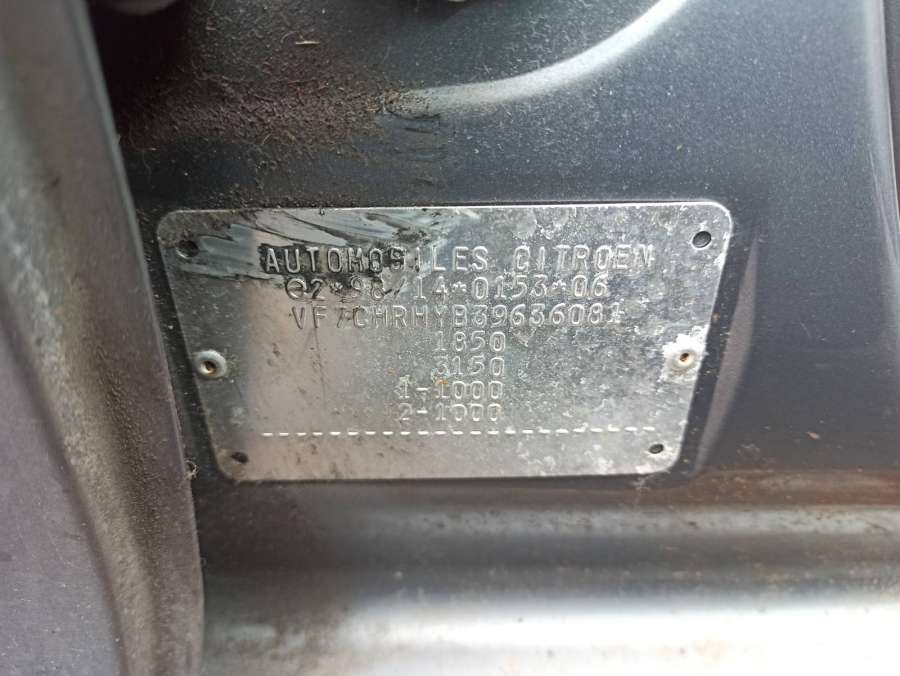 AUTOMOBILES CITROEN
e2*98/14*0153*06
VF7CHRHYB39636081
1850
3150
1-1000
2-1000